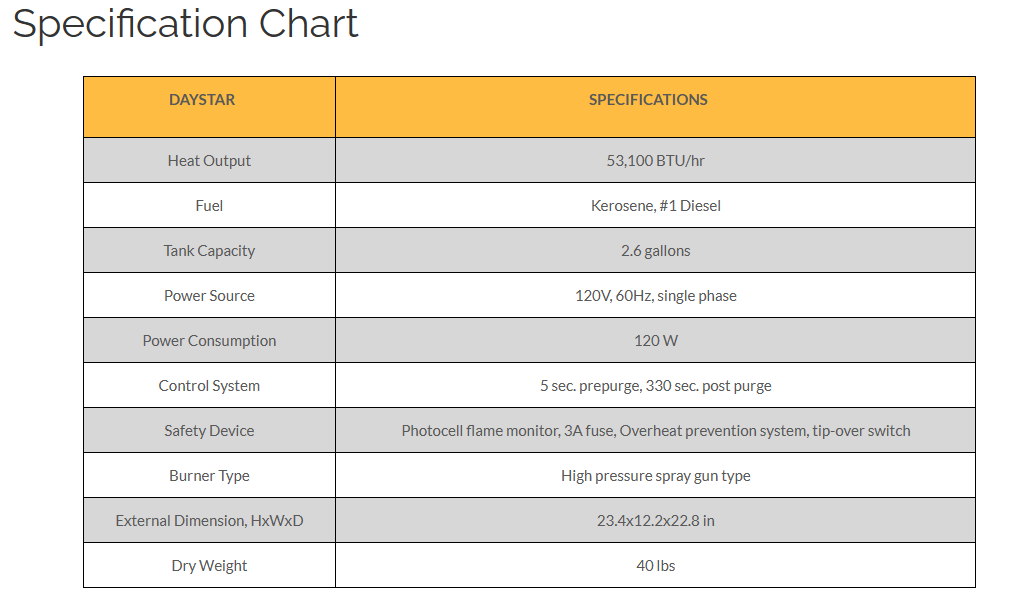 Specification Chart
DAYSTAR SPECIFICATIONS
Heat Output 53,100 BTU/hr
Fuel Kerosene, #1 Diesel
Tank Capacity 2.6 gallons
Power Source 120V, 60Hz, single phase
Power Consumption 120 W
Control System 5 sec. prepurge, 330 sec. post purge
Safety Device Photocell flame monitor, 3A fuse, Overheat prevention system, tip-over switch
Burner Type High pressure spray gun type
External Dimension, HxWxD 23.4x12.2x22.8 in
Dry Weight 40 lbs